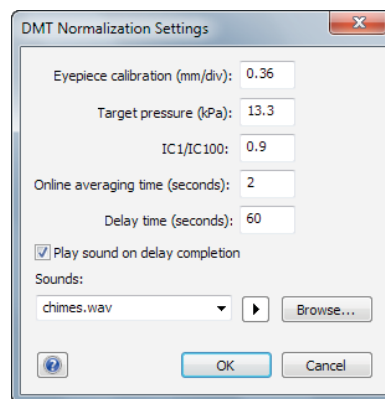 DMT Normalization Settings
Eyepiece calibration (mm/div): 0.36
Target pressure (kPa): 13.3
IC1/IC100: 0.9
Online averaging time (seconds): 2
Delay time (seconds): 60
Play sound on delay completion
Sounds:
chimes.wav Browse...
OK Cancel